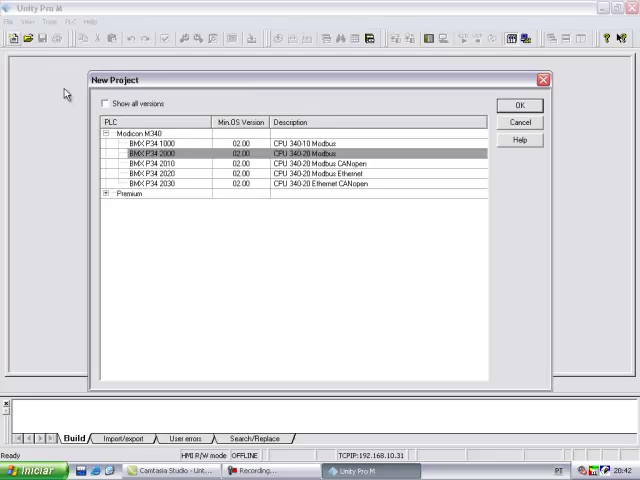 Unity Pro M
File View Tools PLC Help
New Project
Show all versions
PLC Min.OS Version Description
Modicon M340
BMX P34 1000 02.00 CPU 340-10 Modbus
BMX P34 2000 02.00 CPU 340-20 Modbus
BMX P34 2010 02.00 CPU 340-20 Modbus CANopen
BMX P34 2020 02.00 CPU 340-20 Modbus Ethernet
BMX P34 2030 02.00 CPU 340-20 Ethernet CANopen
Premium
OK
Cancel
Help
Build Import/export User errors Search/Replace
Ready HMI R/W mode OFFLINE TCPIP:192.168.10.31
Iniciar Camtasia Studio - Unt... Recording... Unity Pro M PT 20:42